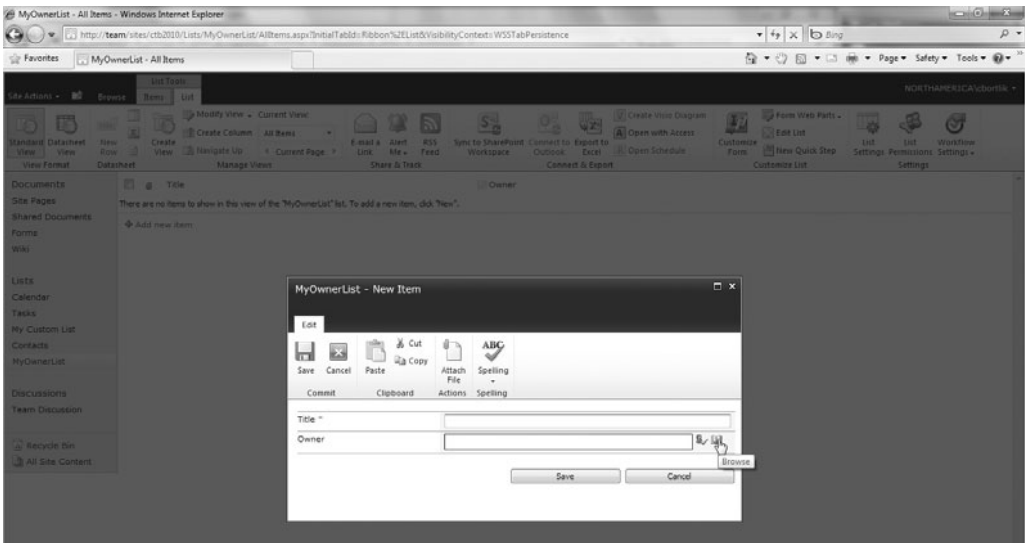 MyOwnerList - All Items - Windows Internet Explorer
http://team/sites/ctb2010/Lists/MyOwnerList/AllItems.aspx?InitialTabId=Ribbon%2EList&VisibilityContext=WSSTabPersistence
Bing
Favorites MyOwnerList - All Items Page Safety Tools
List Tools
Site Actions Browse Items List NORTHAMERICA\cbortlik
Standard View Datasheet View New Row Create View Modify View Create Column Navigate Up Current View: All Items Current Page E-mail a Link Alert Me RSS Feed Sync to SharePoint Workspace Connect to Outlook Export to Excel Create Visio Diagram Open with Access Open Schedule Customize Form Form Web Parts Edit List New Quick Step List Settings List Permissions Workflow Settings
View Format Datasheet Manage Views Share & Track Connect & Export Customize List Settings
Documents
Site Pages
Shared Documents
Forms
Wiki
Lists
Calendar
Tasks
My Custom List
Contacts
MyOwnerList
Discussions
Team Discussion
Recycle Bin
All Site Content
Title Owner
There are no items to show in this view of the "MyOwnerList" list. To add a new item, click "New".
Add new item
MyOwnerList - New Item
Edit
Save Cancel Paste Cut Copy Attach File ABC Spelling
Commit Clipboard Actions Spelling
Title *
Owner
Browse
Save Cancel